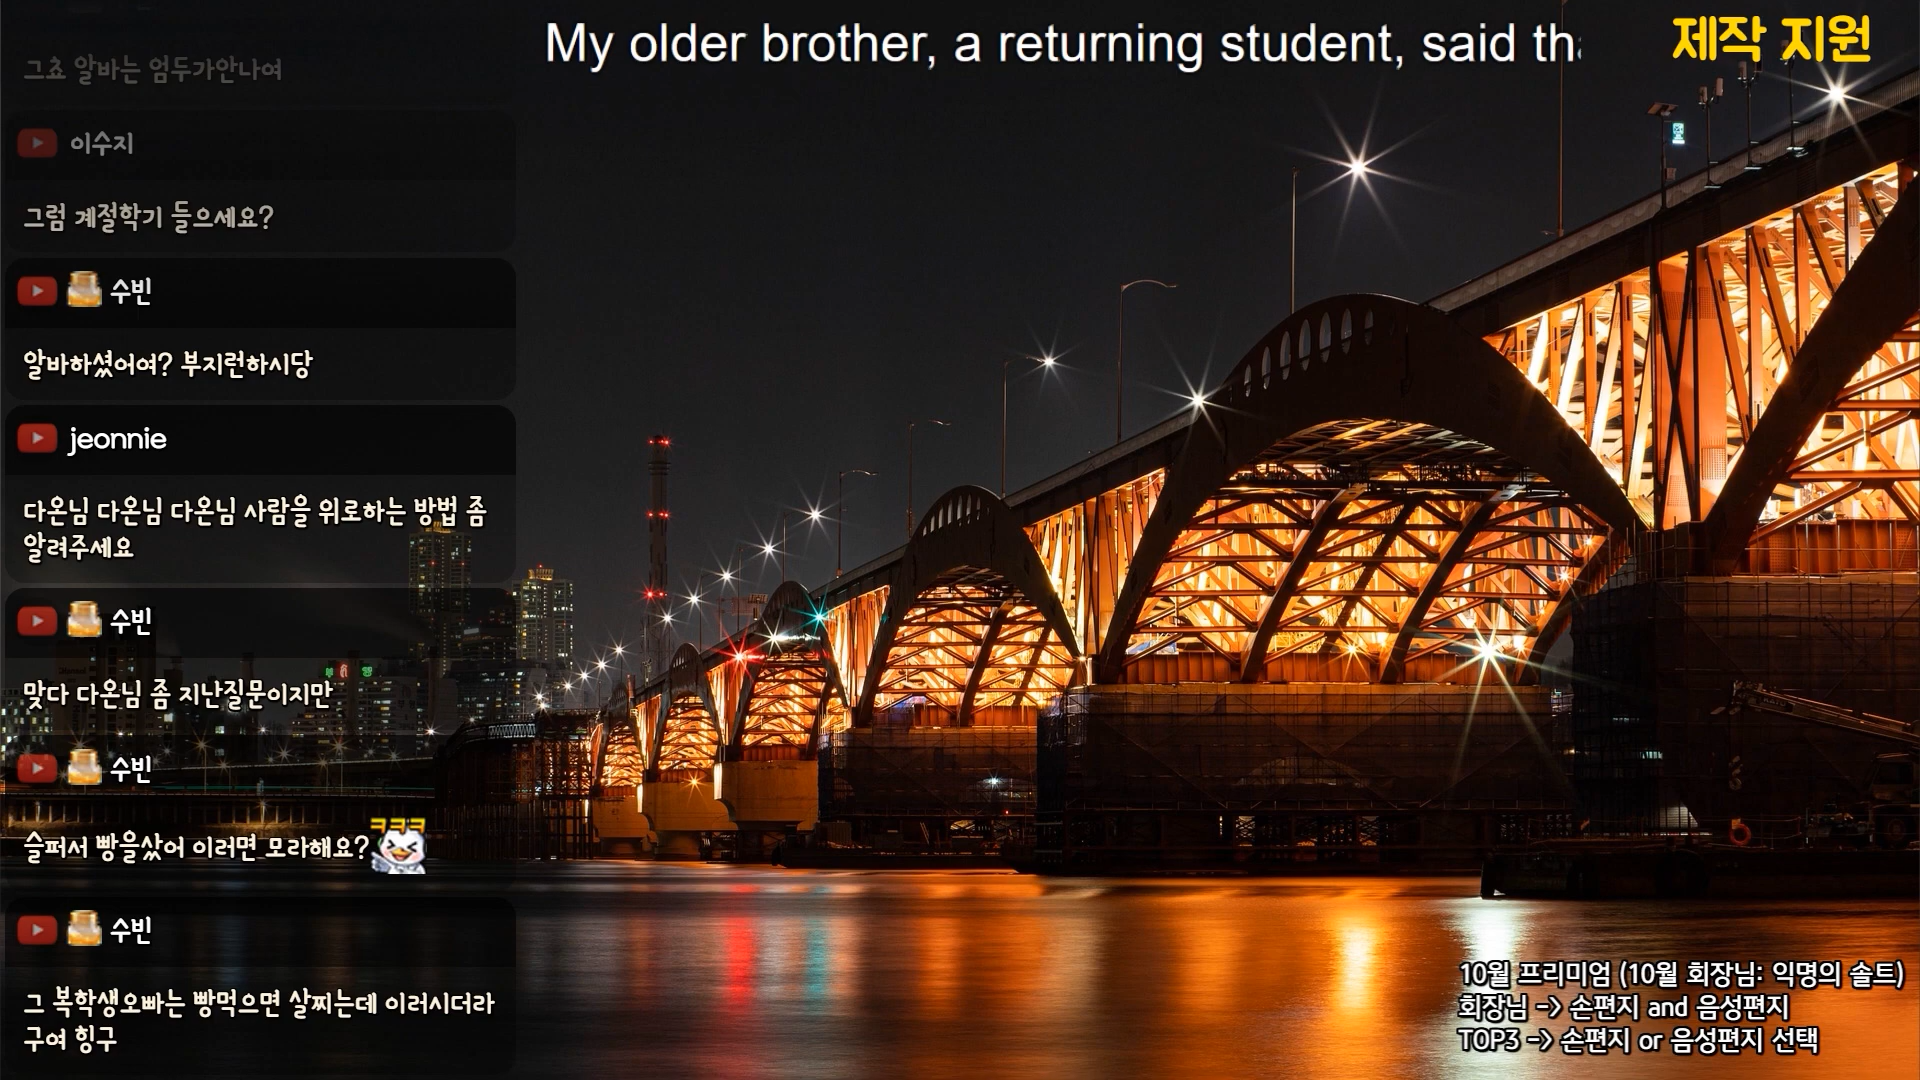 My older brother, a returning student, said
제작 지원
그쵸 알바는 엄두가안나여
이수지
그럼 계절학기 들으세요?
수빈
알바하셨어여? 부지런하시당
jeonnie
다온님 다온님 다온님 사람을 위로하는 방법 좀
알려주세요
수빈
맞다 다온님 좀 지난질문이지만
수빈
슬퍼서 빵을샀어 이러면 모라해요?
ㅋㅋㅋ
수빈
그 복학생오빠는 빵먹으면 살찌는데 이러시더라
구여 힝구
10월 프리미엄 (10월 회장님: 익명의 솔트)
회장님 -> 손편지 and 음성편지
TOP3 -> 손편지 or 음성편지 선택